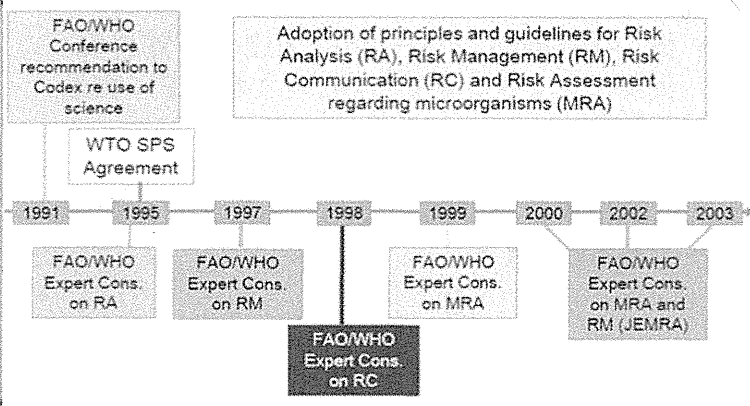 FAO/WHO
Conference
recommendation to
Codex re use of
science
Adoption of principles and guidelines for Risk
Analysis (RA), Risk Management (RM), Risk
Communication (RC) and Risk Assessment
regarding microorganisms (MRA)
WTO SPS
Agreement
1991
1995
1997
1998
1999
2000
2002
2003
FAO/WHO
Expert Cons.
on RA
FAO/WHO
Expert Cons.
on RM
FAO/WHO
Expert Cons.
on RC
FAO/WHO
Expert Cons.
on MRA
FAO/WHO
Expert Cons.
on MRA and
RM (JEMRA)